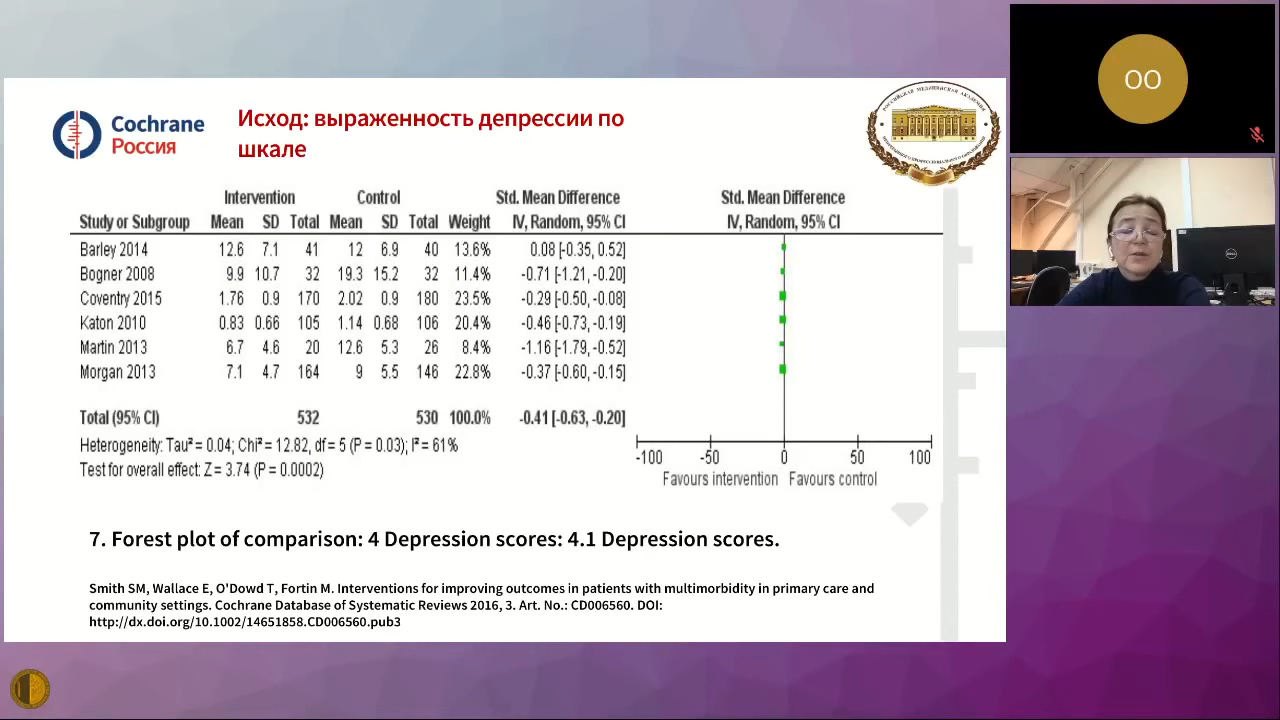 Cochrane
Россия
Исход: выраженность депрессии по
шкале
РОССИЙСКАЯ МЕДИЦИНСКАЯ АКАДЕМИЯ
Intervention Control Std. Mean Difference Std. Mean Difference
Study or Subgroup Mean SD Total Mean SD Total Weight IV, Random, 95% CI IV, Random, 95% CI
Barley 2014 12.6 7.1 41 12 6.9 40 13.6% 0.08 [-0.35, 0.52]
Bogner 2008 9.9 10.7 32 19.3 15.2 32 11.4% -0.71 [-1.21, -0.20]
Coventry 2015 1.76 0.9 170 2.02 0.9 180 23.5% -0.29 [-0.50, -0.08]
Katon 2010 0.83 0.66 105 1.14 0.68 106 20.4% -0.46 [-0.73, -0.19]
Martin 2013 6.7 4.6 20 12.6 5.3 26 8.4% -1.16 [-1.79, -0.52]
Morgan 2013 7.1 4.7 164 9 5.5 146 22.8% -0.37 [-0.60, -0.15]
Total (95% CI) 532 530 100.0% -0.41 [-0.63, -0.20]
Heterogeneity: Tau² = 0.04; Chi² = 12.82, df = 5 (P = 0.03); I² = 61%
Test for overall effect: Z = 3.74 (P = 0.0002)
-100 -50 0 50 100
Favours intervention Favours control
7. Forest plot of comparison: 4 Depression scores: 4.1 Depression scores.
Smith SM, Wallace E, O'Dowd T, Fortin M. Interventions for improving outcomes in patients with multimorbidity in primary care and
community settings. Cochrane Database of Systematic Reviews 2016, 3. Art. No.: CD006560. DOI:
http://dx.doi.org/10.1002/14651858.CD006560.pub3
OO
DELL